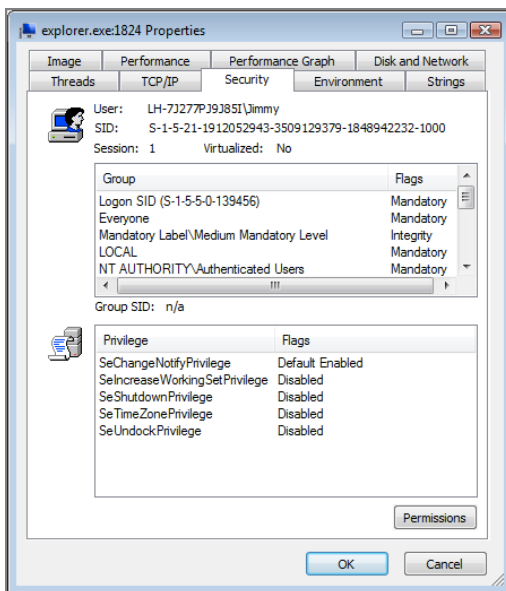 explorer.exe:1824 Properties
Image Performance Performance Graph Disk and Network
Threads TCP/IP Security Environment Strings
User: LH-7J277PJ9J85I\Jimmy
SID: S-1-5-21-1912052943-3509129379-1848942232-1000
Session: 1 Virtualized: No
Group Flags
Logon SID (S-1-5-5-0-139456) Mandatory
Everyone Mandatory
Mandatory Label\Medium Mandatory Level Integrity
LOCAL Mandatory
NT AUTHORITY\Authenticated Users Mandatory
Group SID: n/a
Privilege Flags
SeChangeNotifyPrivilege Default Enabled
SeIncreaseWorkingSetPrivilege Disabled
SeShutdownPrivilege Disabled
SeTimeZonePrivilege Disabled
SeUndockPrivilege Disabled
Permissions
OK Cancel